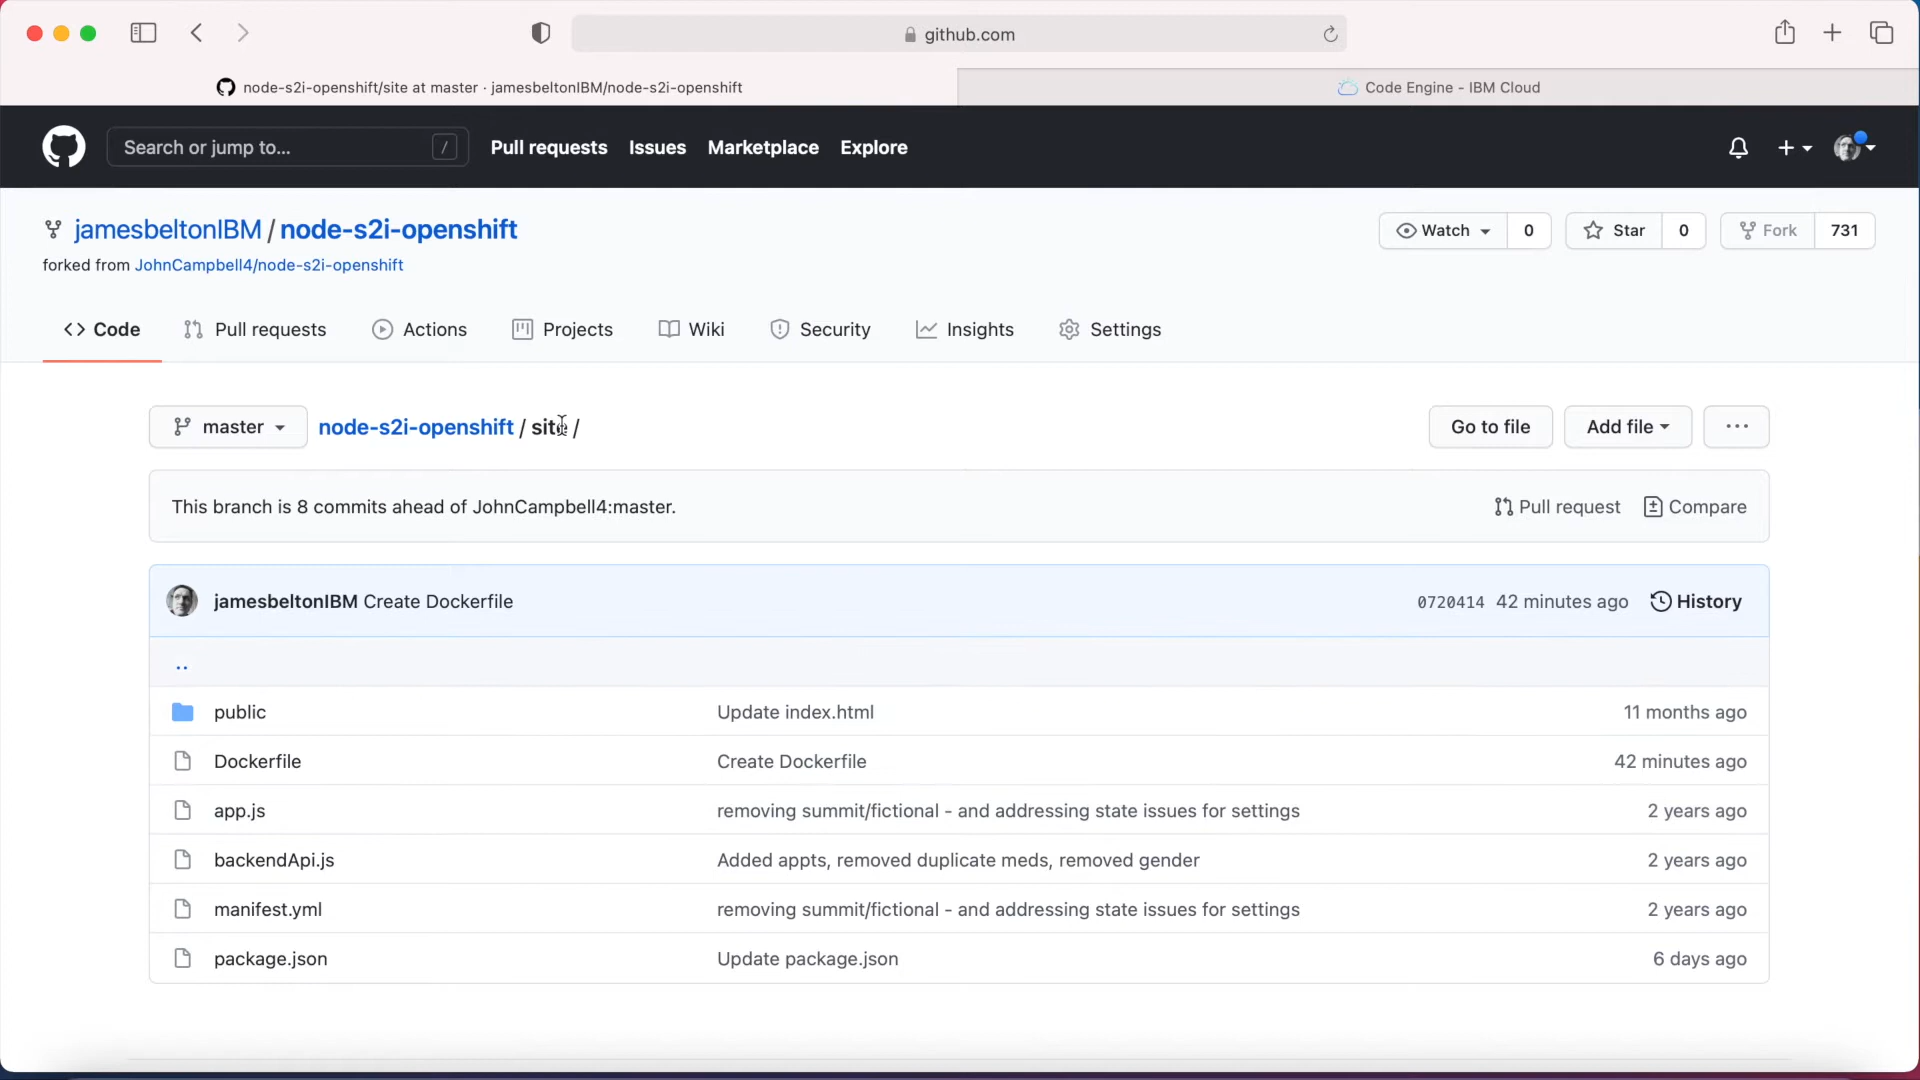 github.com
node-s2i-openshift/site at master · jamesbeltonIBM/node-s2i-openshift
Code Engine - IBM Cloud
Search or jump to... /
Pull requests Issues Marketplace Explore
jamesbeltonIBM / node-s2i-openshift
Watch 0 Star 0 Fork 731
forked from JohnCampbell4/node-s2i-openshift
Code Pull requests Actions Projects Wiki Security Insights Settings
master node-s2i-openshift / site / Go to file Add file ...
This branch is 8 commits ahead of JohnCampbell4:master. Pull request Compare
jamesbeltonIBM Create Dockerfile 0720414 42 minutes ago History
..
public Update index.html 11 months ago
Dockerfile Create Dockerfile 42 minutes ago
app.js removing summit/fictional - and addressing state issues for settings 2 years ago
backendApi.js Added appts, removed duplicate meds, removed gender 2 years ago
manifest.yml removing summit/fictional - and addressing state issues for settings 2 years ago
package.json Update package.json 6 days ago